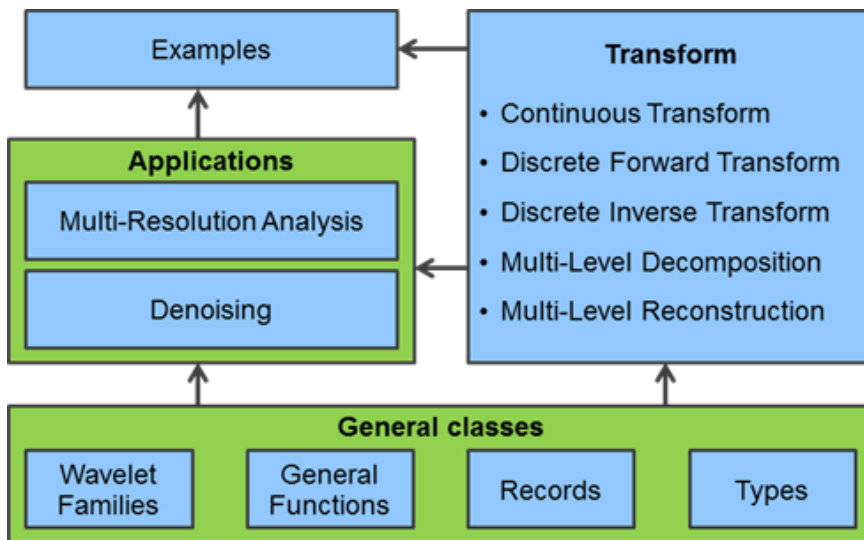 Examples
Applications
Multi-Resolution Analysis
Denoising
Transform
• Continuous Transform
• Discrete Forward Transform
• Discrete Inverse Transform
• Multi-Level Decomposition
• Multi-Level Reconstruction
General classes
Wavelet
Families
General
Functions
Records
Types